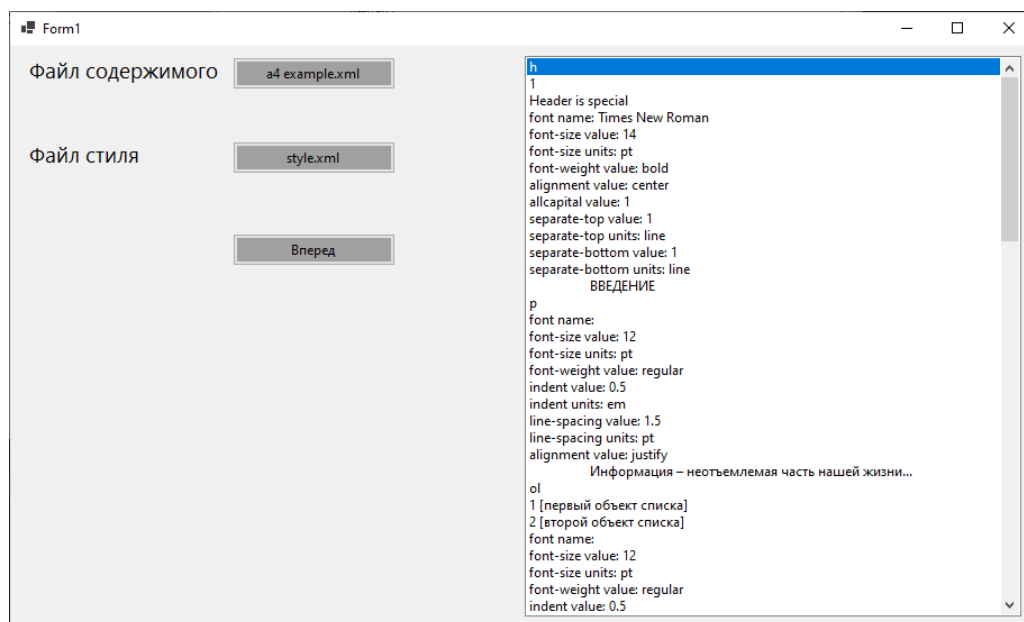 Form1
Файл содержимого
a4 example.xml
Файл стиля
style.xml
Вперед
h
1
Header is special
font name: Times New Roman
font-size value: 14
font-size units: pt
font-weight value: bold
alignment value: center
allcapital value: 1
separate-top value: 1
separate-top units: line
separate-bottom value: 1
separate-bottom units: line
ВВЕДЕНИЕ
p
font name:
font-size value: 12
font-size units: pt
font-weight value: regular
indent value: 0.5
indent units: em
line-spacing value: 1.5
line-spacing units: pt
alignment value: justify
Информация – неотъемлемая часть нашей жизни...
ol
1 [первый объект списка]
2 [второй объект списка]
font name:
font-size value: 12
font-size units: pt
font-weight value: regular
indent value: 0.5